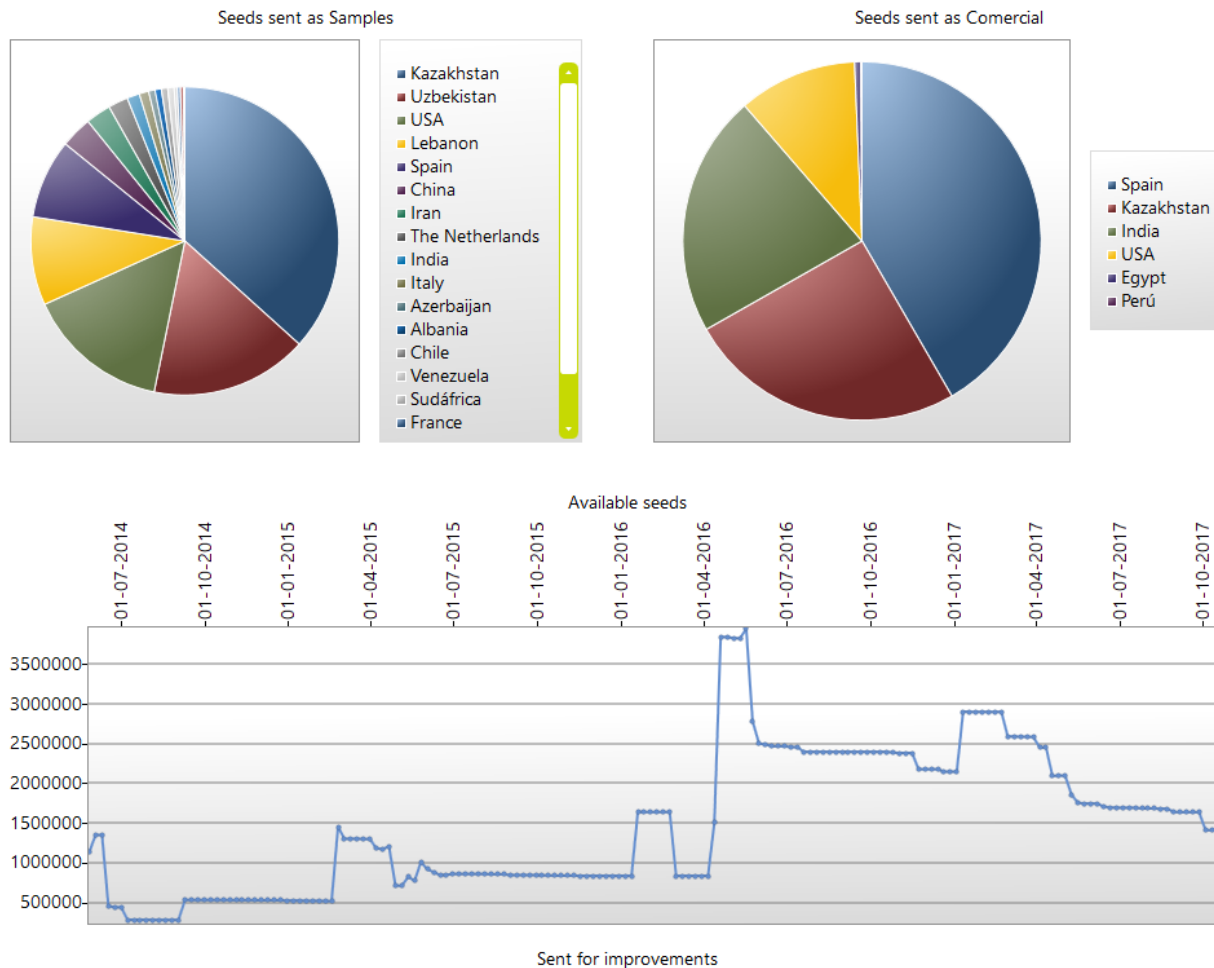 Seeds sent as Samples
Kazakhstan
Uzbekistan
USA
Lebanon
Spain
China
Iran
The Netherlands
India
Italy
Azerbaijan
Albania
Chile
Venezuela
Sudáfrica
France
Seeds sent as Comercial
Spain
Kazakhstan
India
USA
Egypt
Perú
Available seeds
01-07-2014
01-10-2014
01-01-2015
01-04-2015
01-07-2015
01-10-2015
01-01-2016
01-04-2016
01-07-2016
01-10-2016
01-01-2017
01-04-2017
01-07-2017
01-10-2017
3500000
3000000
2500000
2000000
1500000
1000000
500000
Sent for improvements